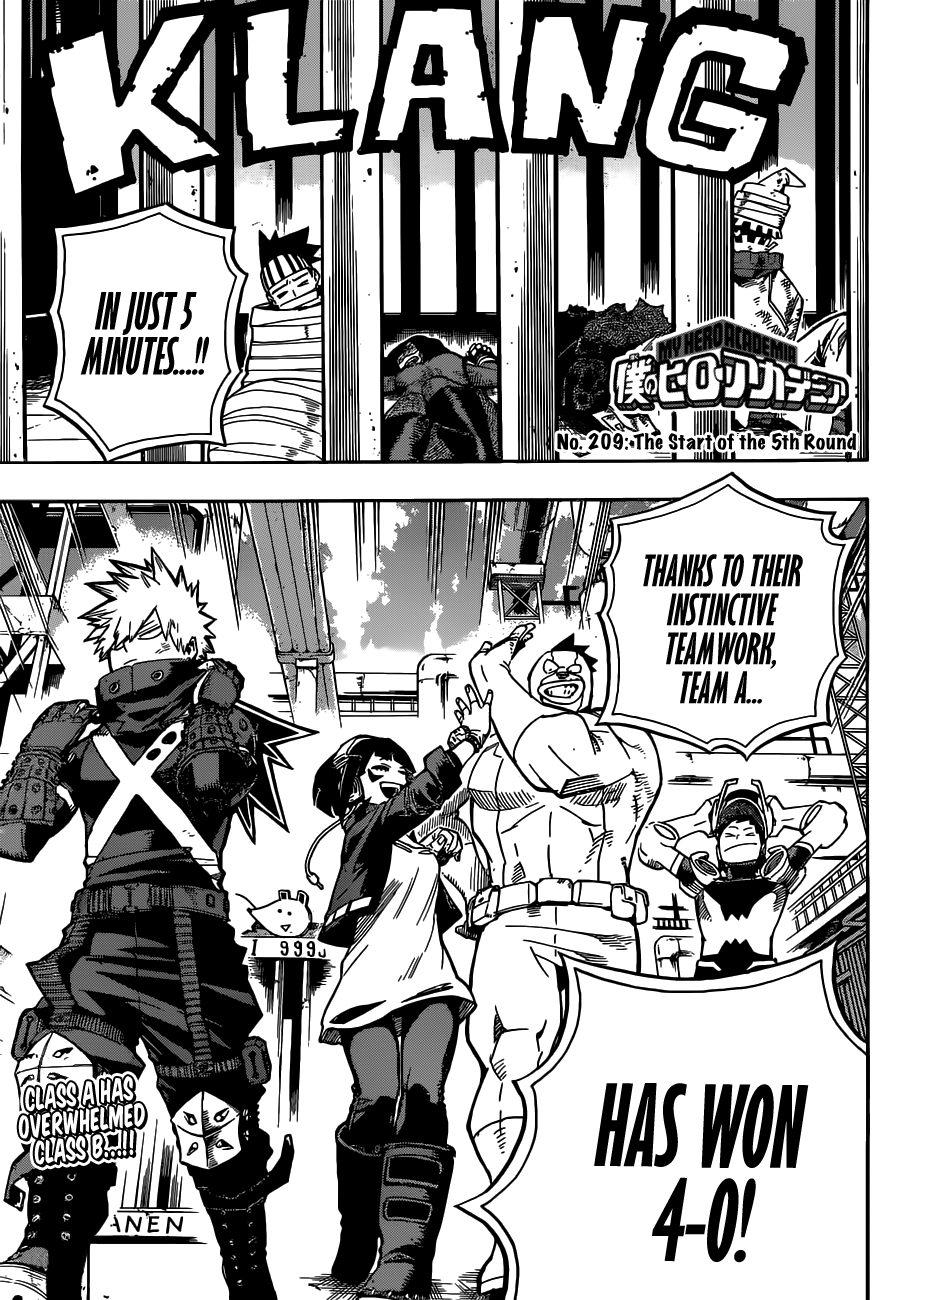 KLANG
IN JUST 5
MINUTES.....!!
MY HERO ACADEMIA
僕のヒーローアカデミア
No. 209: The Start of the 5th Round
THANKS TO THEIR
INSTINCTIVE
TEAMWORK,
TEAM A...
I 999
CLASS A HAS
OVERWHELMED
CLASS B..!!!
HAS WON
4-0!
ANEN